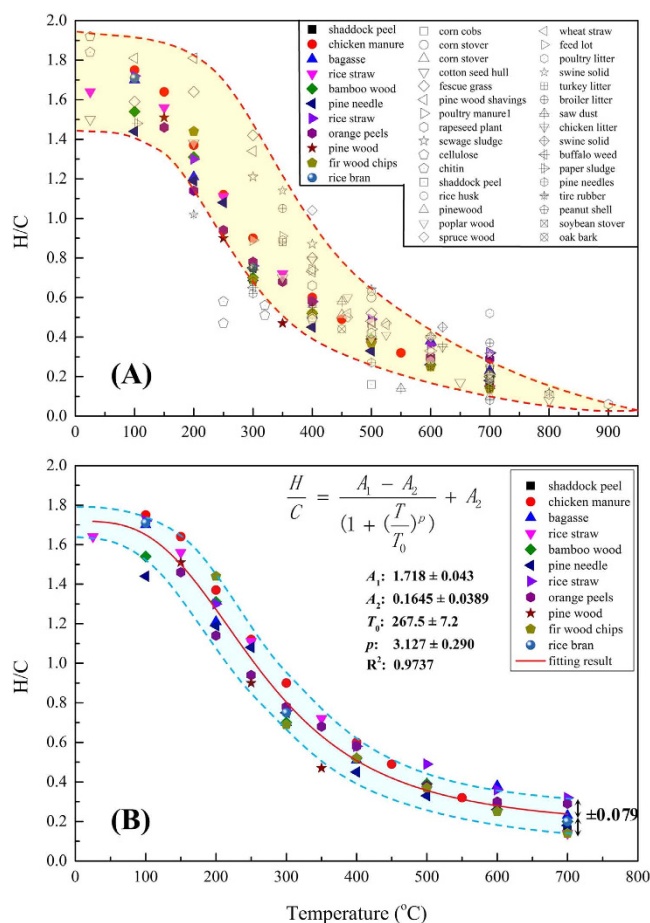 2.0
1.8
1.6
1.4
1.2
1.0
0.8
0.6
0.4
0.2
0.0
H/C
shaddock peel
chicken manure
bagasse
rice straw
bamboo wood
pine needle
rice straw
orange peels
pine wood
fir wood chips
rice bran
corn cobs
corn stover
corn stover
cotton seed hull
fescue grass
pine wood shavings
poultry manure1
rapeseed plant
sewage sludge
cellulose
chitin
shaddock peel
rice husk
pinewood
poplar wood
spruce wood
wheat straw
feed lot
poultry litter
swine solid
turkey litter
broiler litter
saw dust
chicken litter
swine solid
buffalo weed
paper sludge
pine needles
tire rubber
peanut shell
soybean stover
oak bark
(A)
0 100 200 300 400 500 600 700 800 900
2.0
1.8
1.6
1.4
1.2
1.0
0.8
0.6
0.4
0.2
0.0
H/C
H/C = (A1 − A2)/(1 + (T/T0)^p) + A2
A1: 1.718 ± 0.043
A2: 0.1645 ± 0.0389
T0: 267.5 ± 7.2
p: 3.127 ± 0.290
R2: 0.9737
shaddock peel
chicken manure
bagasse
rice straw
bamboo wood
pine needle
rice straw
orange peels
pine wood
fir wood chips
rice bran
fitting result
±0.079
(B)
0 100 200 300 400 500 600 700 800
Temperature (°C)